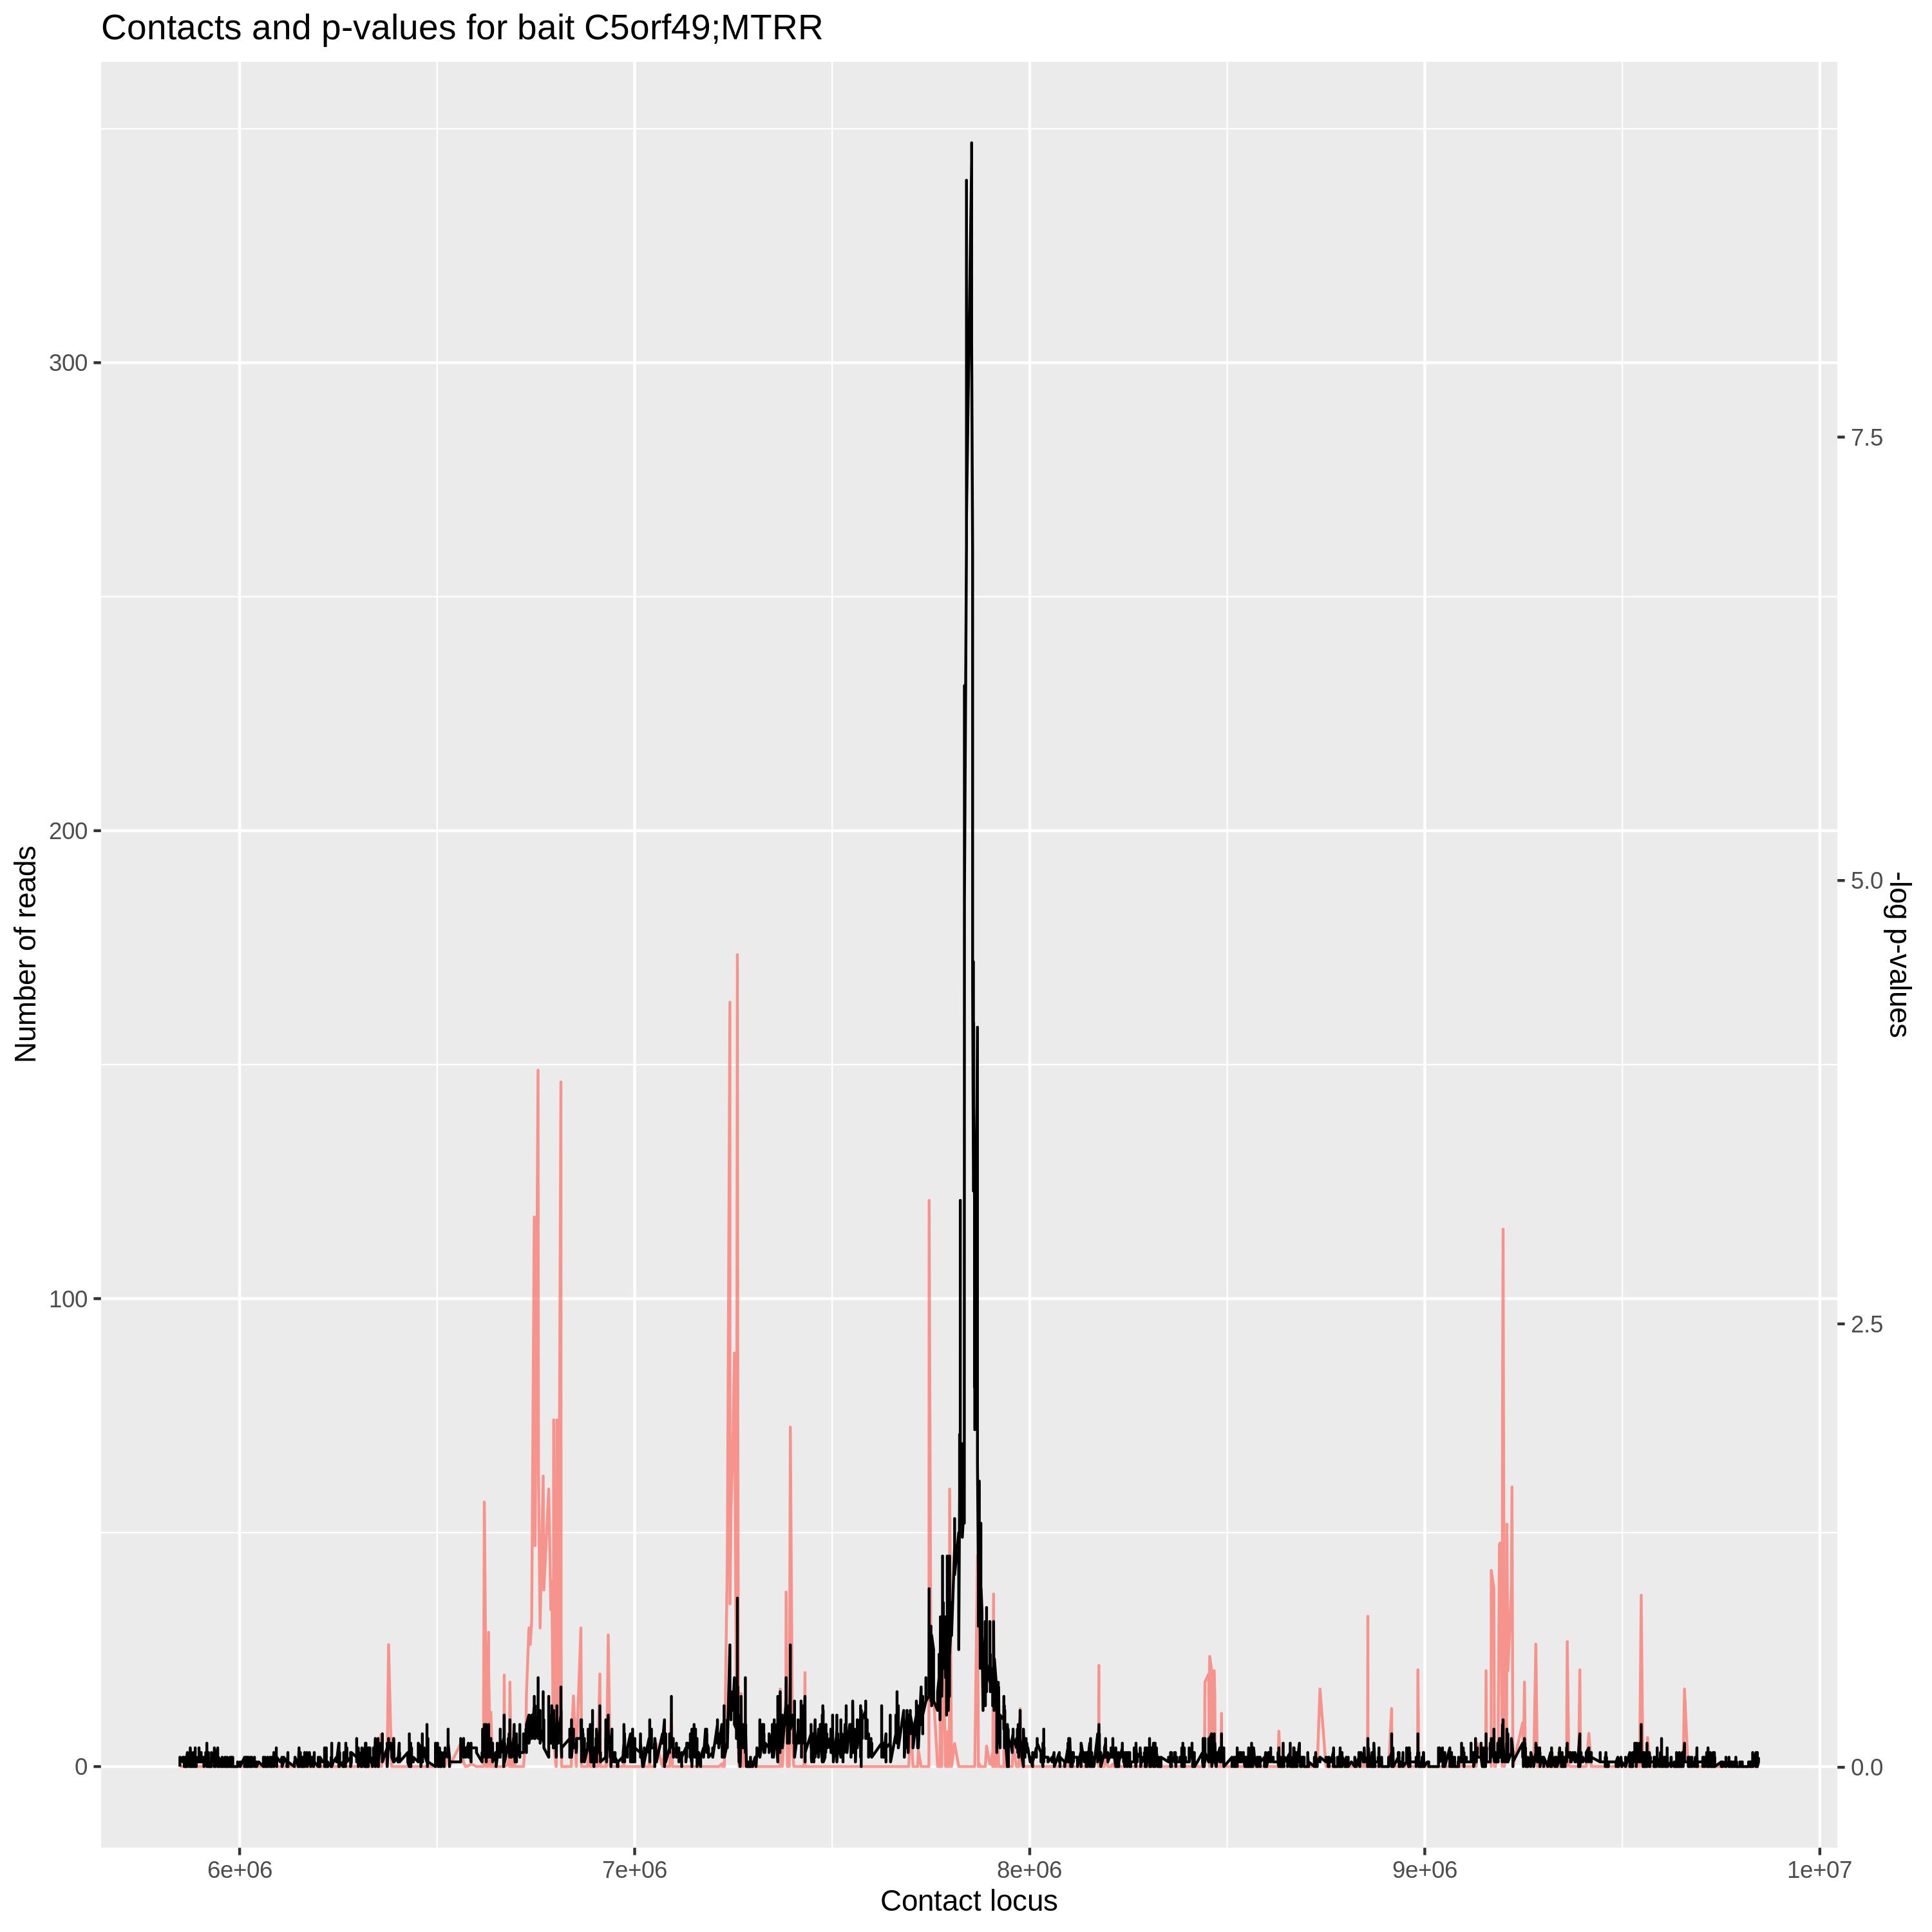 Contacts and p-values for bait C5orf49;MTRR
Number of reads
300
200
100
0
7.5
5.0
2.5
0.0
-log p-values
6e+06
7e+06
8e+06
9e+06
1e+07
Contact locus